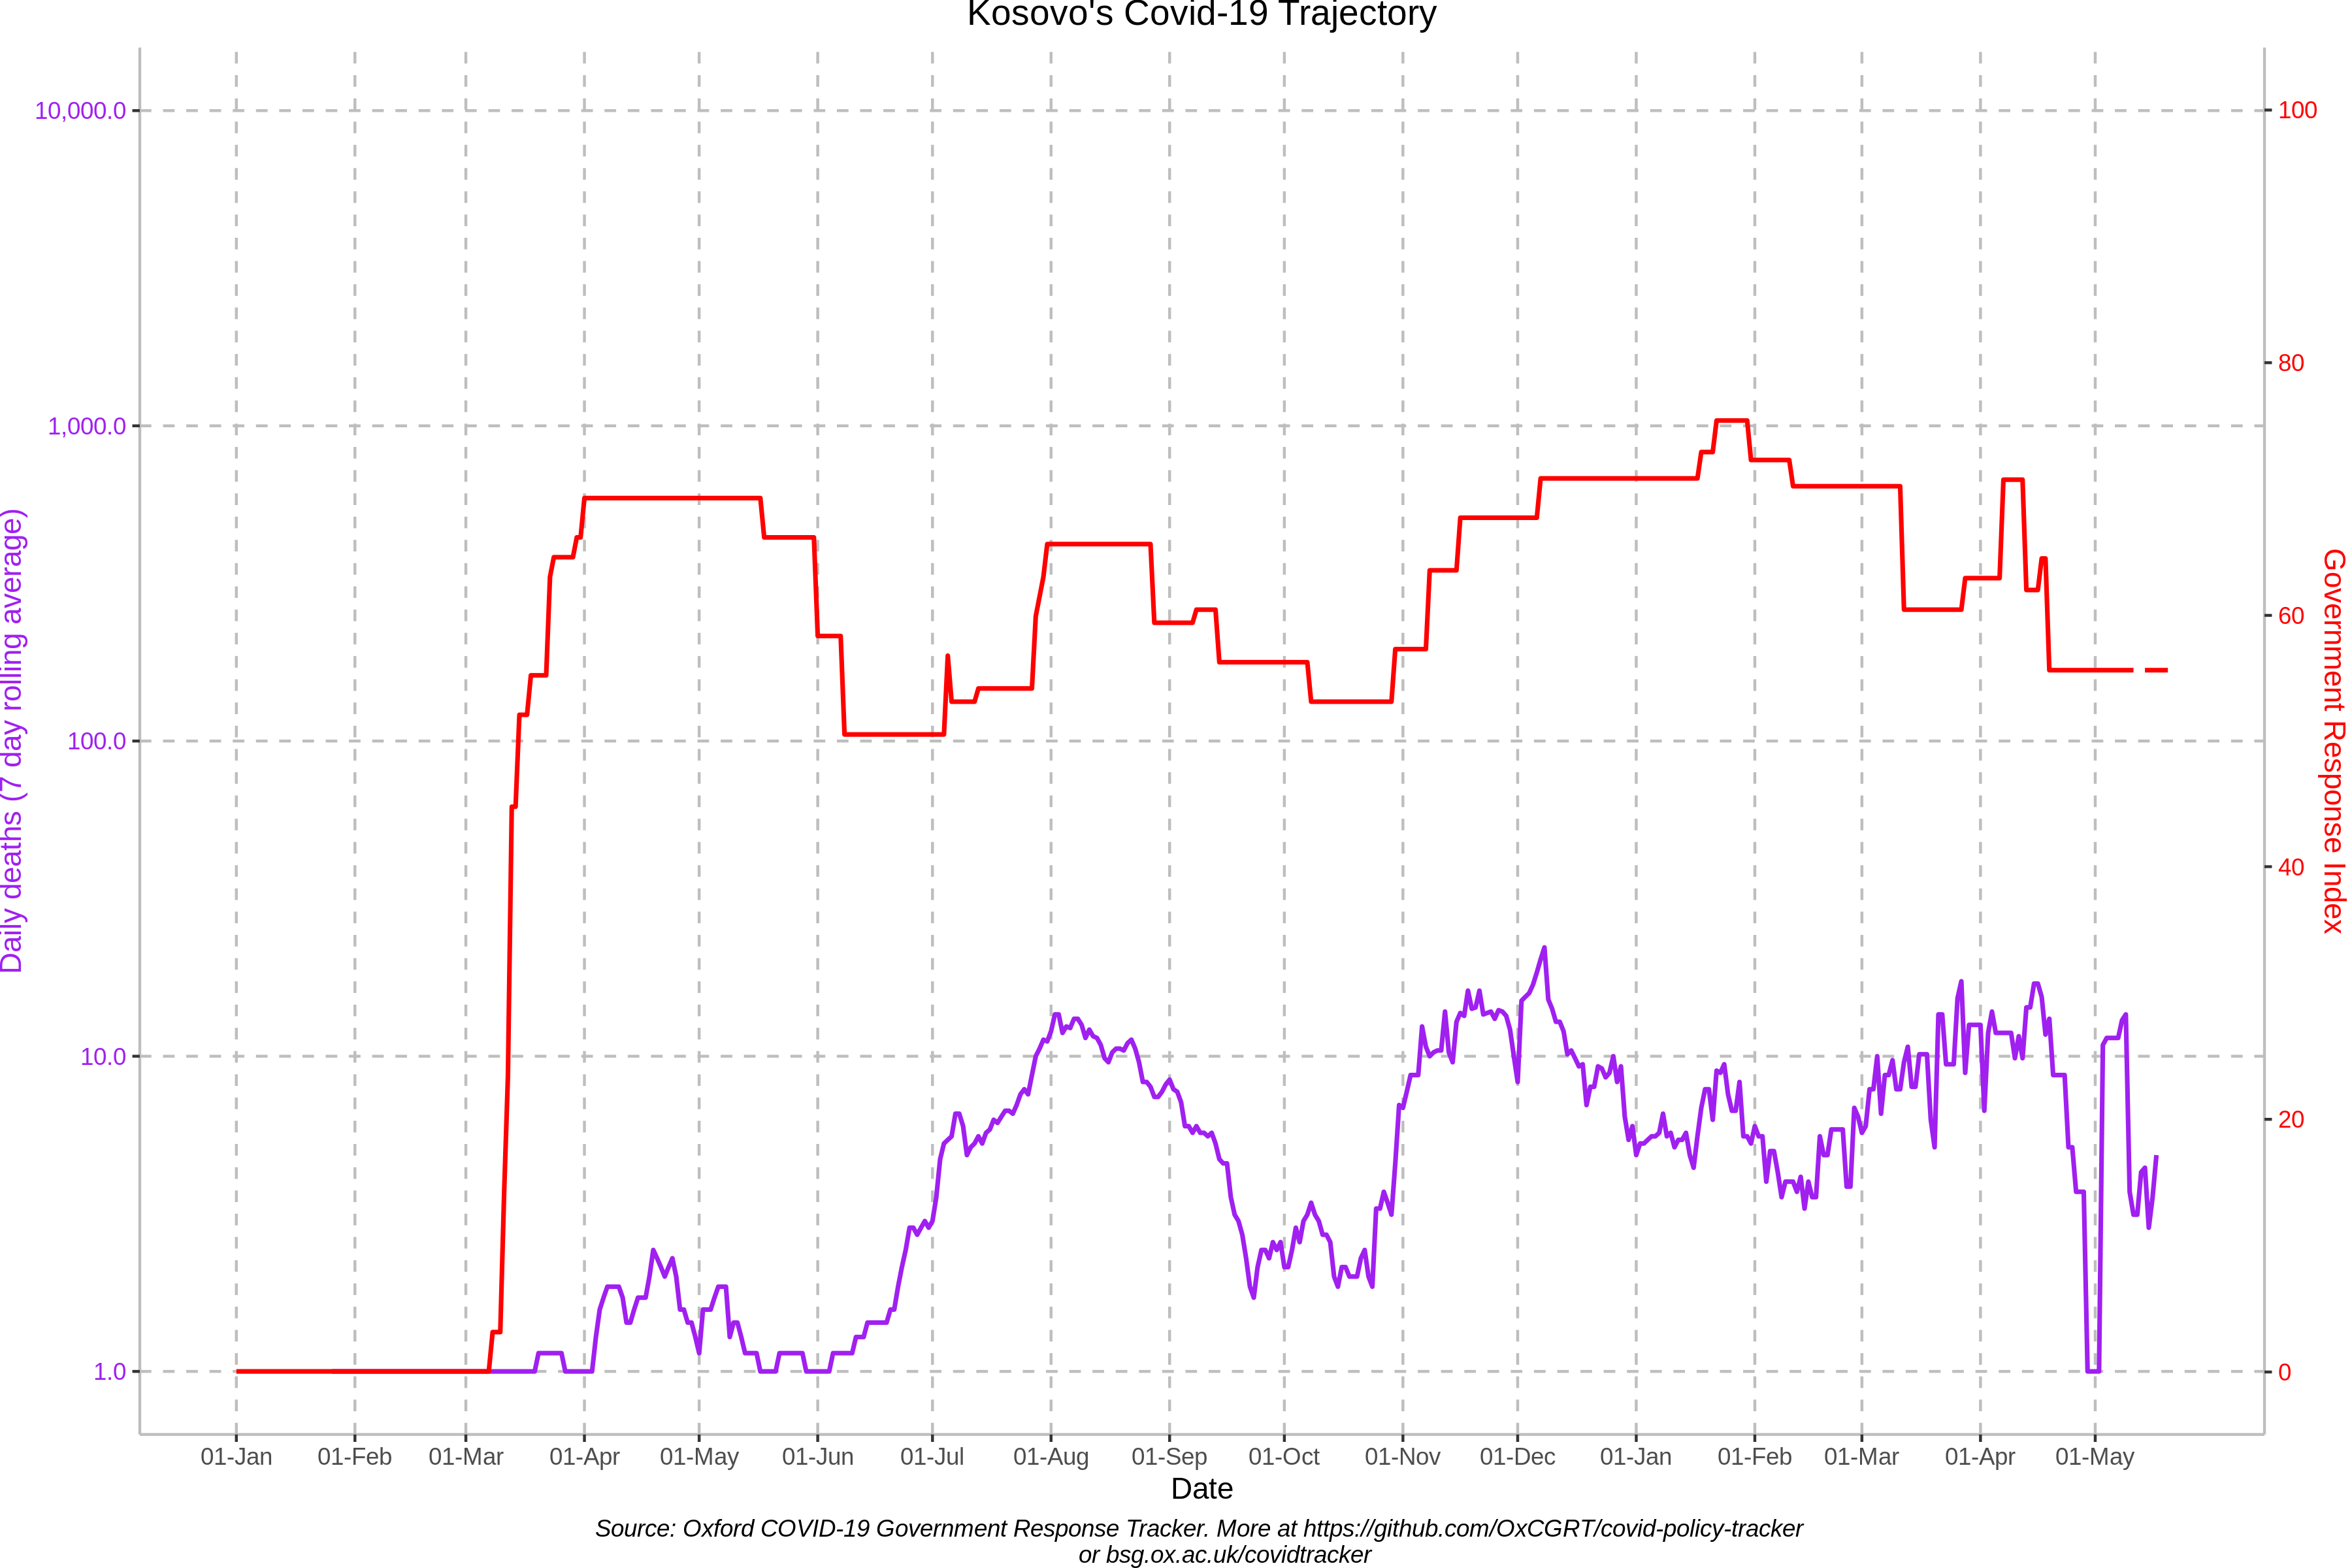 Kosovo's Covid-19 Trajectory
10,000.0
1,000.0
100.0
10.0
1.0
Daily deaths (7 day rolling average)
100
80
60
40
20
0
Government Response Index
01-Jan 01-Feb 01-Mar 01-Apr 01-May 01-Jun 01-Jul 01-Aug 01-Sep 01-Oct 01-Nov 01-Dec 01-Jan 01-Feb 01-Mar 01-Apr 01-May
Date
Source: Oxford COVID-19 Government Response Tracker. More at https://github.com/OxCGRT/covid-policy-tracker
or bsg.ox.ac.uk/covidtracker